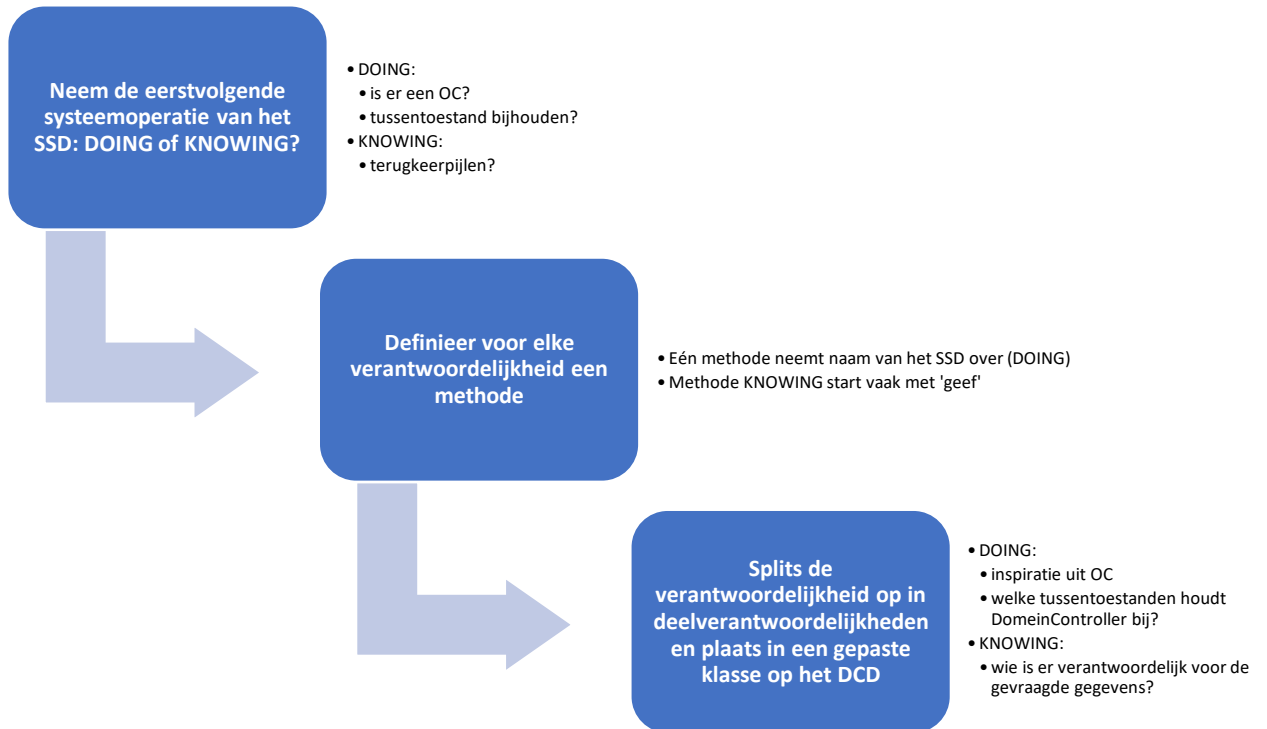 Neem de eerstvolgende
systeemoperatie van het
SSD: DOING of KNOWING?
• DOING:
• is er een OC?
• tussentoestand bijhouden?
• KNOWING:
• terugkeerpijlen?
Definieer voor elke
verantwoordelijkheid een
methode
• Eén methode neemt naam van het SSD over (DOING)
• Methode KNOWING start vaak met 'geef'
Splits de
verantwoordelijkheid op in
deelverantwoordelijkheden
en plaats in een gepaste
klasse op het DCD
• DOING:
• inspiratie uit OC
• welke tussentoestanden houdt
DomeinController bij?
• KNOWING:
• wie is er verantwoordelijk voor de
gevraagde gegevens?